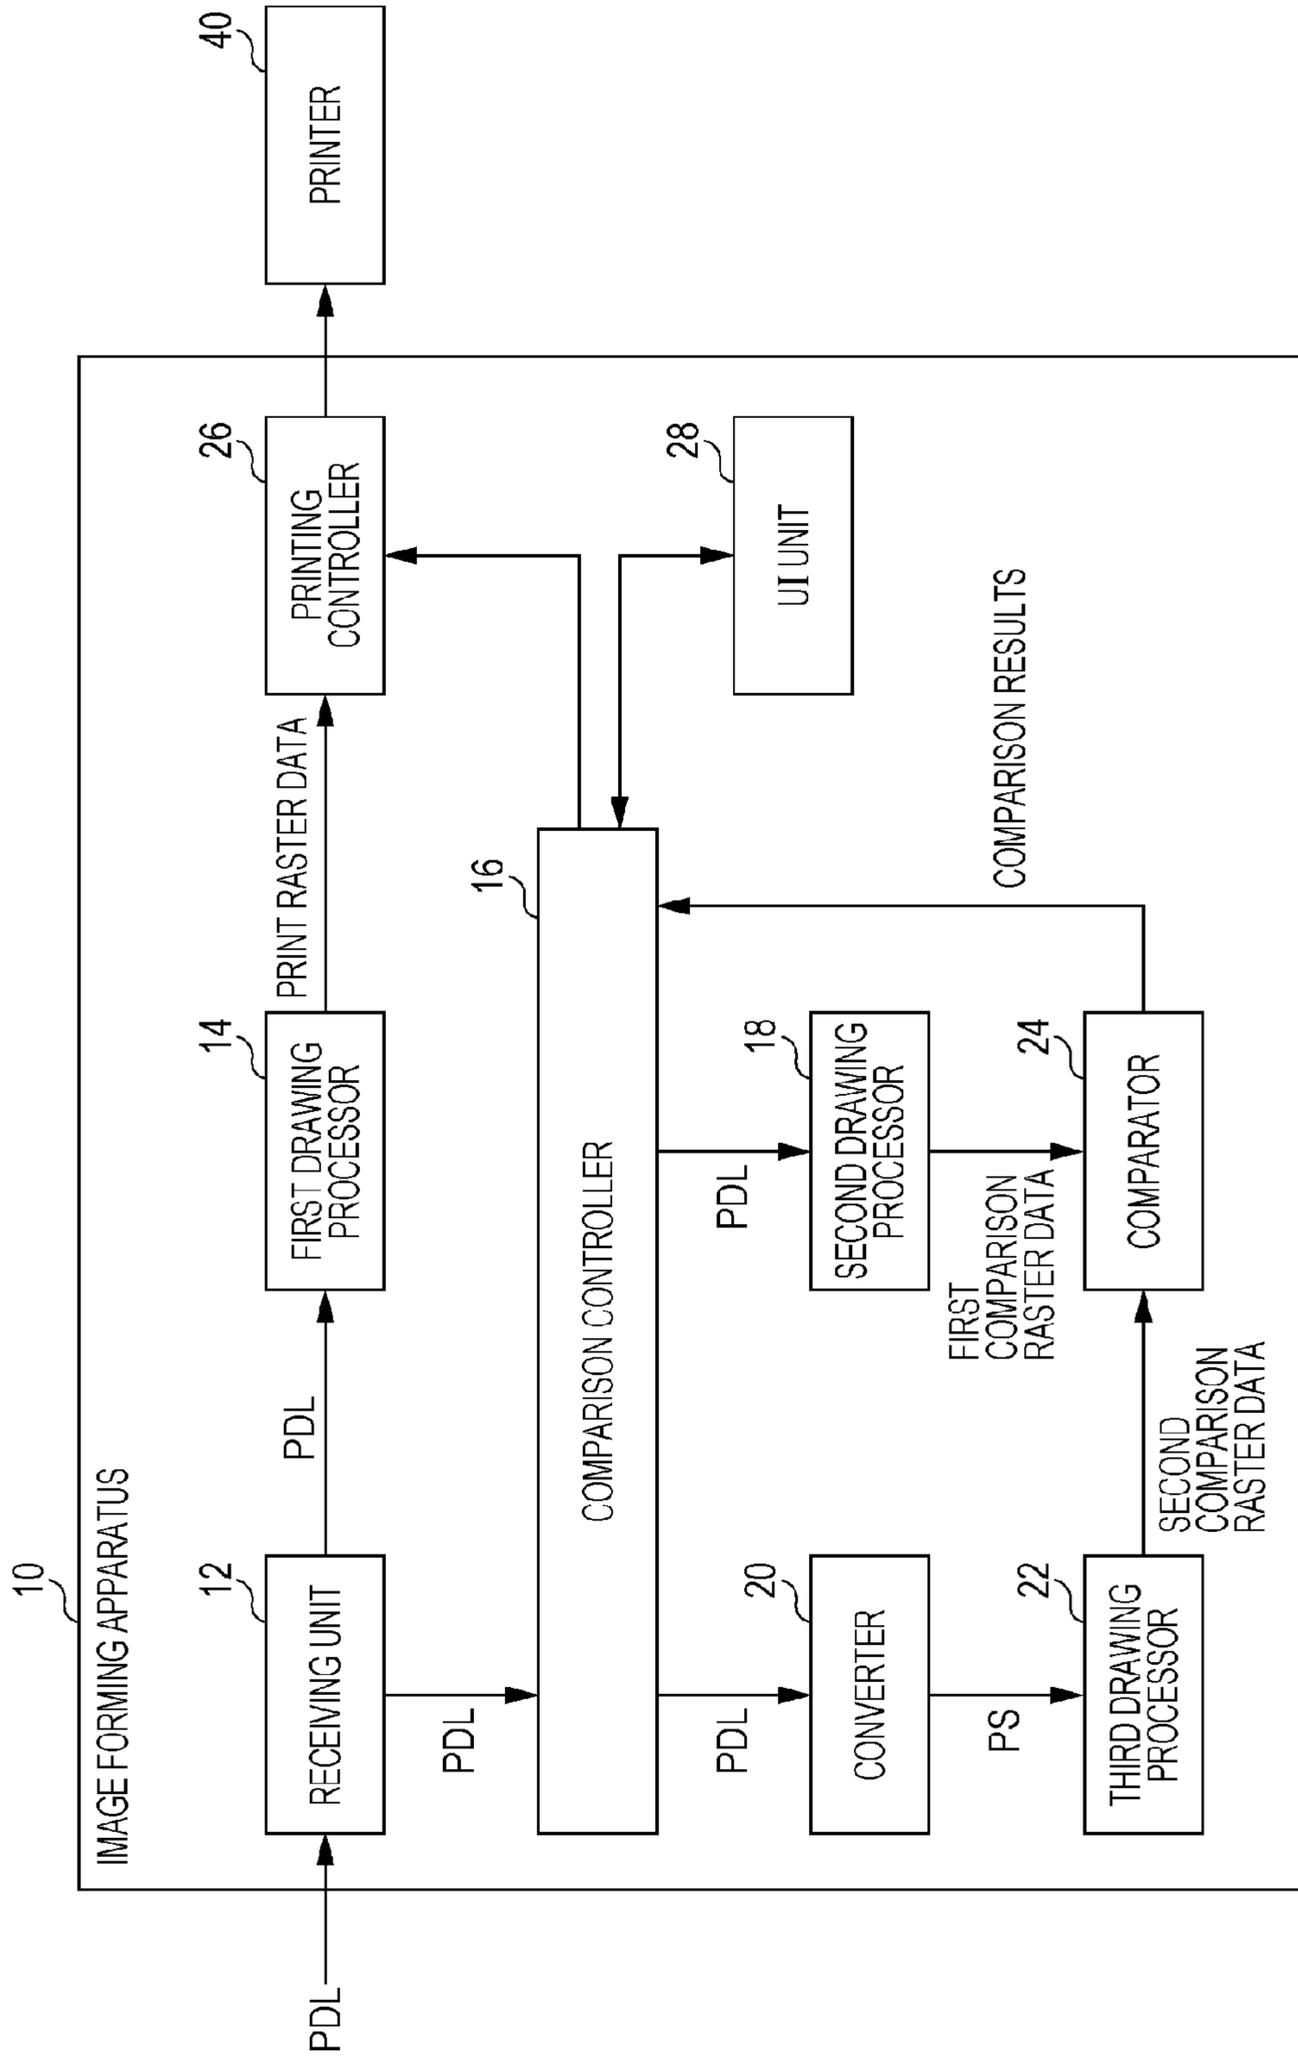 10
IMAGE FORMING APPARATUS
PDL
12
RECEIVING UNIT
PDL
14
FIRST DRAWING
PROCESSOR
PRINT RASTER DATA
26
PRINTING
CONTROLLER
40
PRINTER
PDL
16
COMPARISON CONTROLLER
28
UI UNIT
PDL
20
CONVERTER
PDL
18
SECOND DRAWING
PROCESSOR
COMPARISON RESULTS
PS
FIRST
COMPARISON
RASTER DATA
22
THIRD DRAWING
PROCESSOR
SECOND
COMPARISON
RASTER DATA
24
COMPARATOR